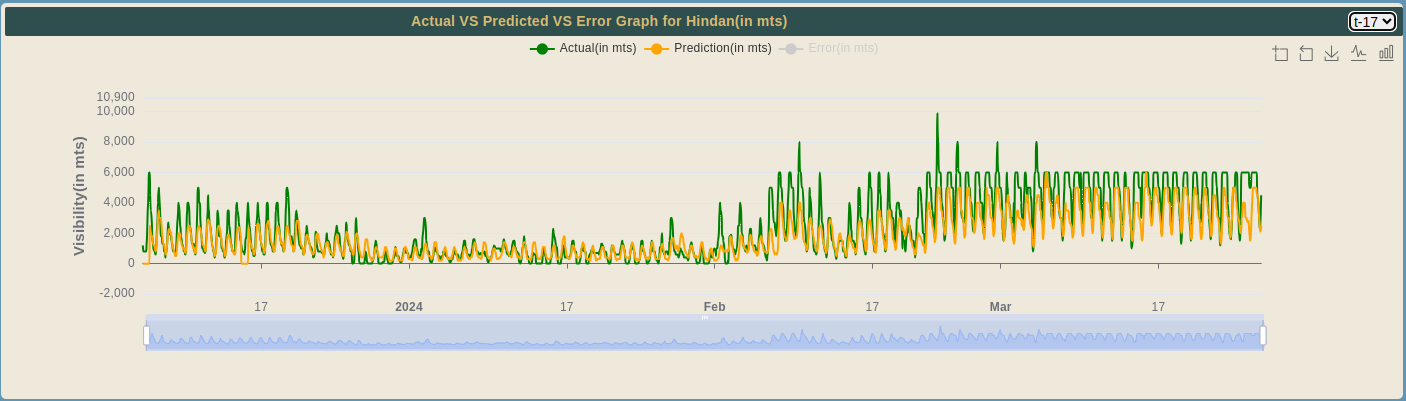 Actual VS Predicted VS Error Graph for Hindan(in mts)
t-17
Actual(in mts) Prediction(in mts) Error(in mts)
Visibility(in mts)
10,900
10,000
8,000
6,000
4,000
2,000
0
-2,000
17 2024 17 Feb 17 Mar 17